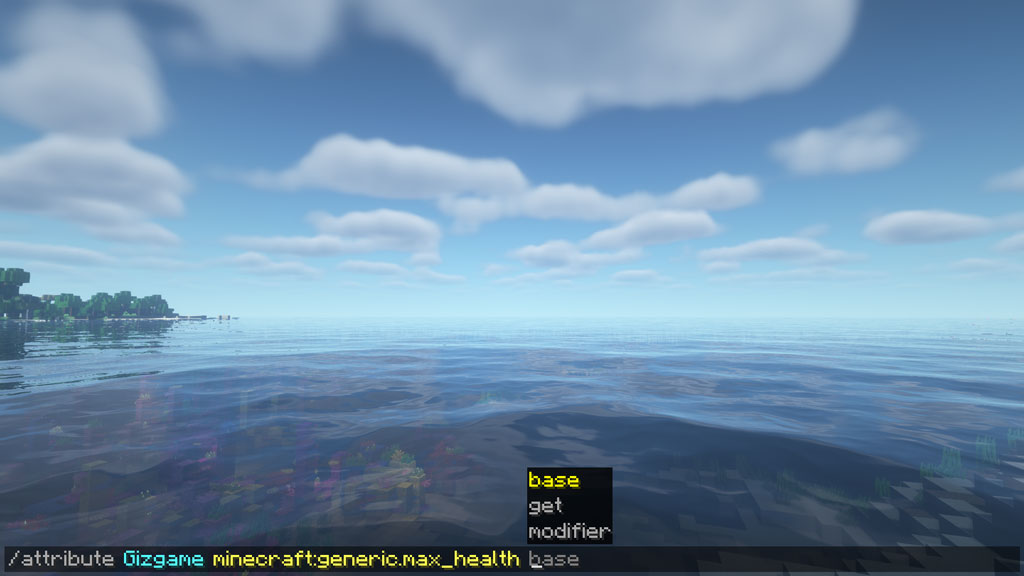 base
get
modifier
/attribute Gizgame minecraft:generic.max_health base